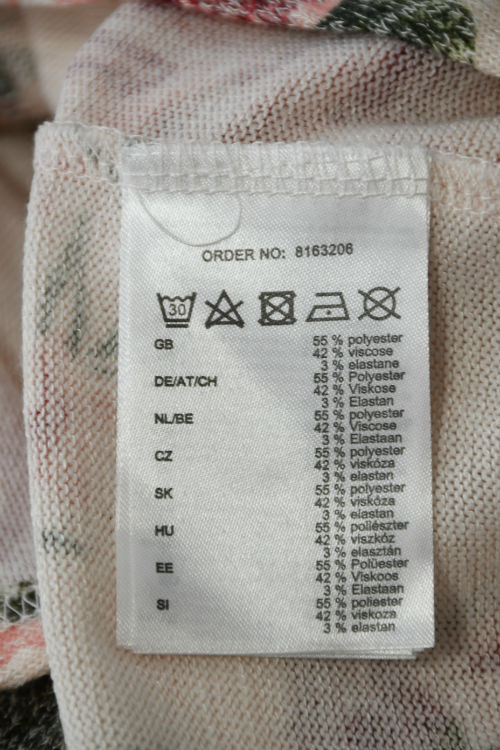 ORDER NO: 8163206
30
GB 55 % polyester
42 % viscose
3 % elastane
DE/AT/CH 55 % Polyester
42 % Viskose
3 % Elastan
NL/BE 55 % polyester
42 % Viscose
3 % Elastaan
CZ 55 % polyester
42 % viskóza
3 % elastan
SK 55 % polyester
42 % viskóza
3 % elastan
HU 55 % poliészter
42 % viszkóz
3 % elasztán
EE 55 % Polüester
42 % Viskoos
3 % Elastaan
SI 55 % poliester
42 % viskoza
3 % elastan